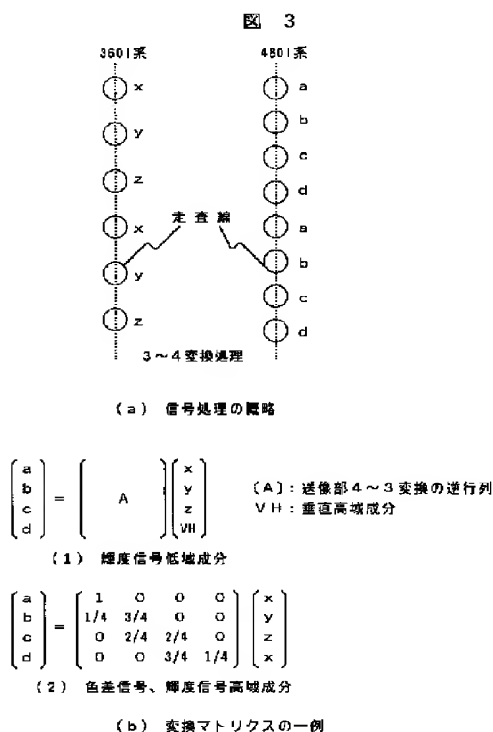 図 3
360I系 480I系
x a
y b
z c
x d
y a
z b
c
d
走査線
3〜4変換処理
(a) 信号処理の概略
a
b
c
d
=
A
x
y
z
VH
〔A〕:送像部4〜3変換の逆行列
VH:垂直高域成分
(1) 輝度信号低域成分
a 1 0 0 0 x
b 1/4 3/4 0 0 y
c = 0 2/4 2/4 0 z
d 0 0 3/4 1/4 x
(2) 色差信号、輝度信号高域成分
(b) 変換マトリクスの一例